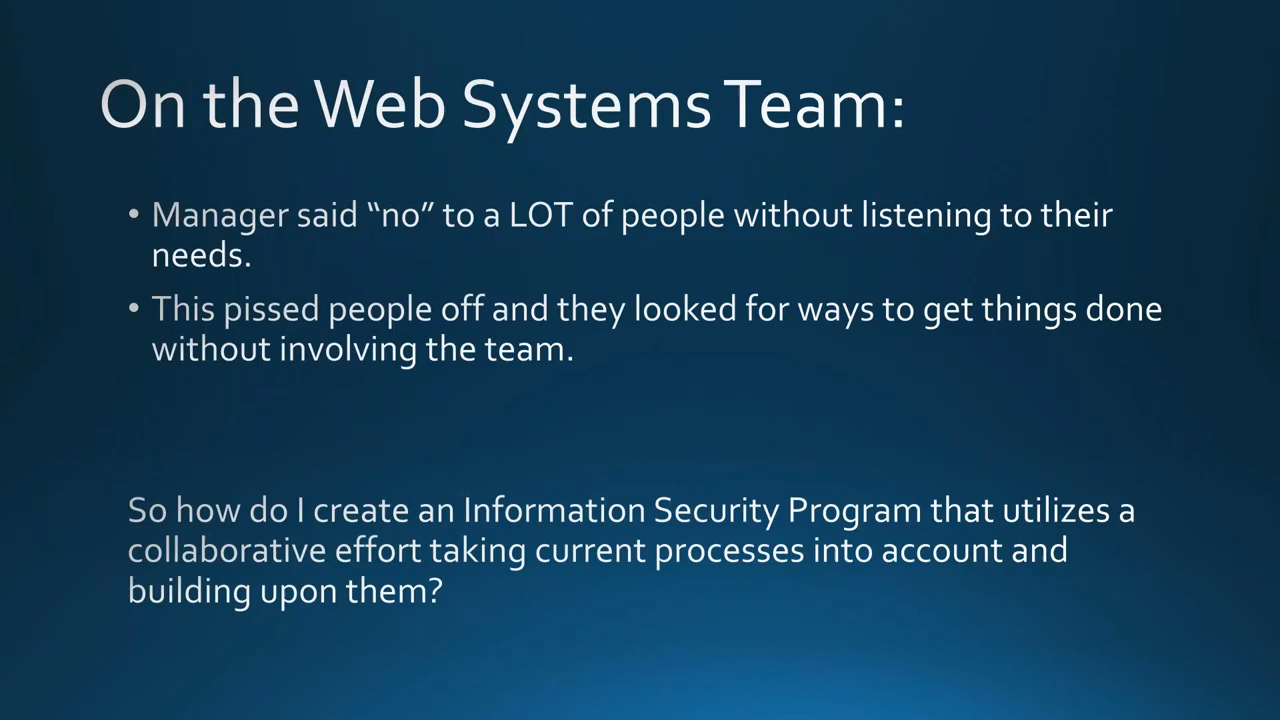 On the Web Systems Team:
• Manager said “no” to a LOT of people without listening to their
needs.
• This pissed people off and they looked for ways to get things done
without involving the team.
So how do I create an Information Security Program that utilizes a
collaborative effort taking current processes into account and
building upon them?